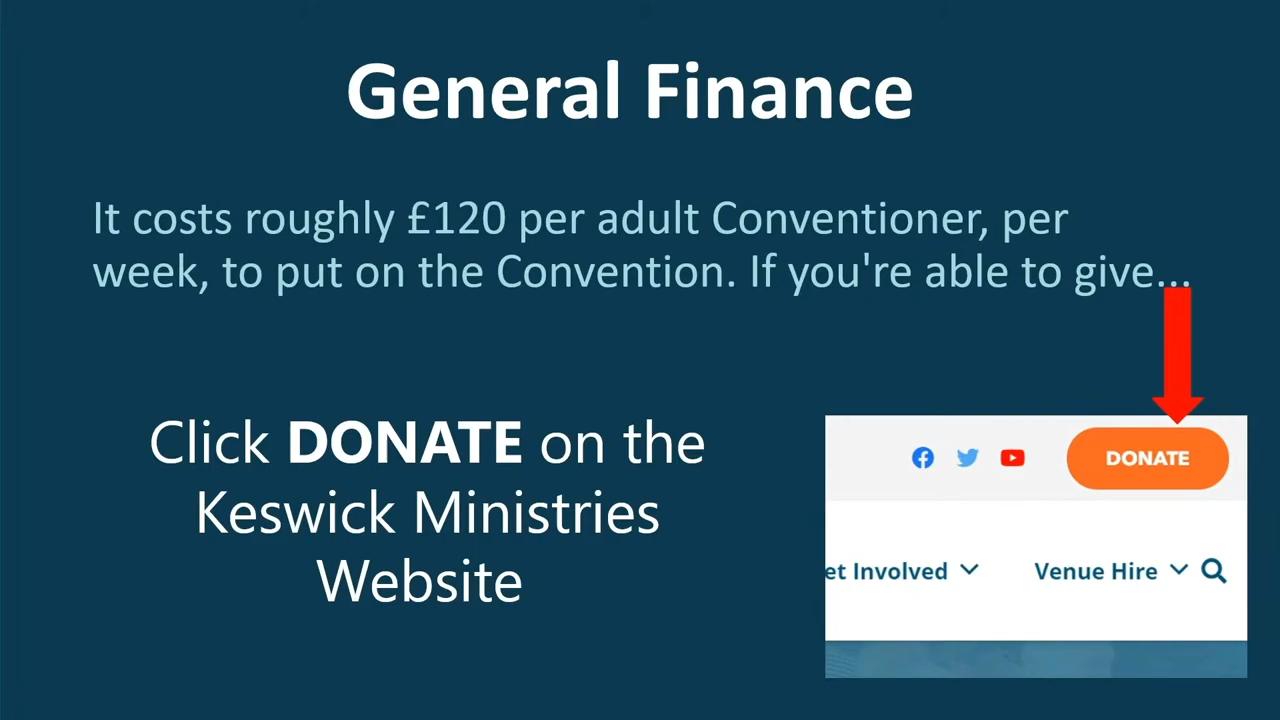 General Finance
It costs roughly £120 per adult Conventioner, per
week, to put on the Convention. If you're able to give...
Click DONATE on the
Keswick Ministries
Website
DONATE
et Involved
Venue Hire